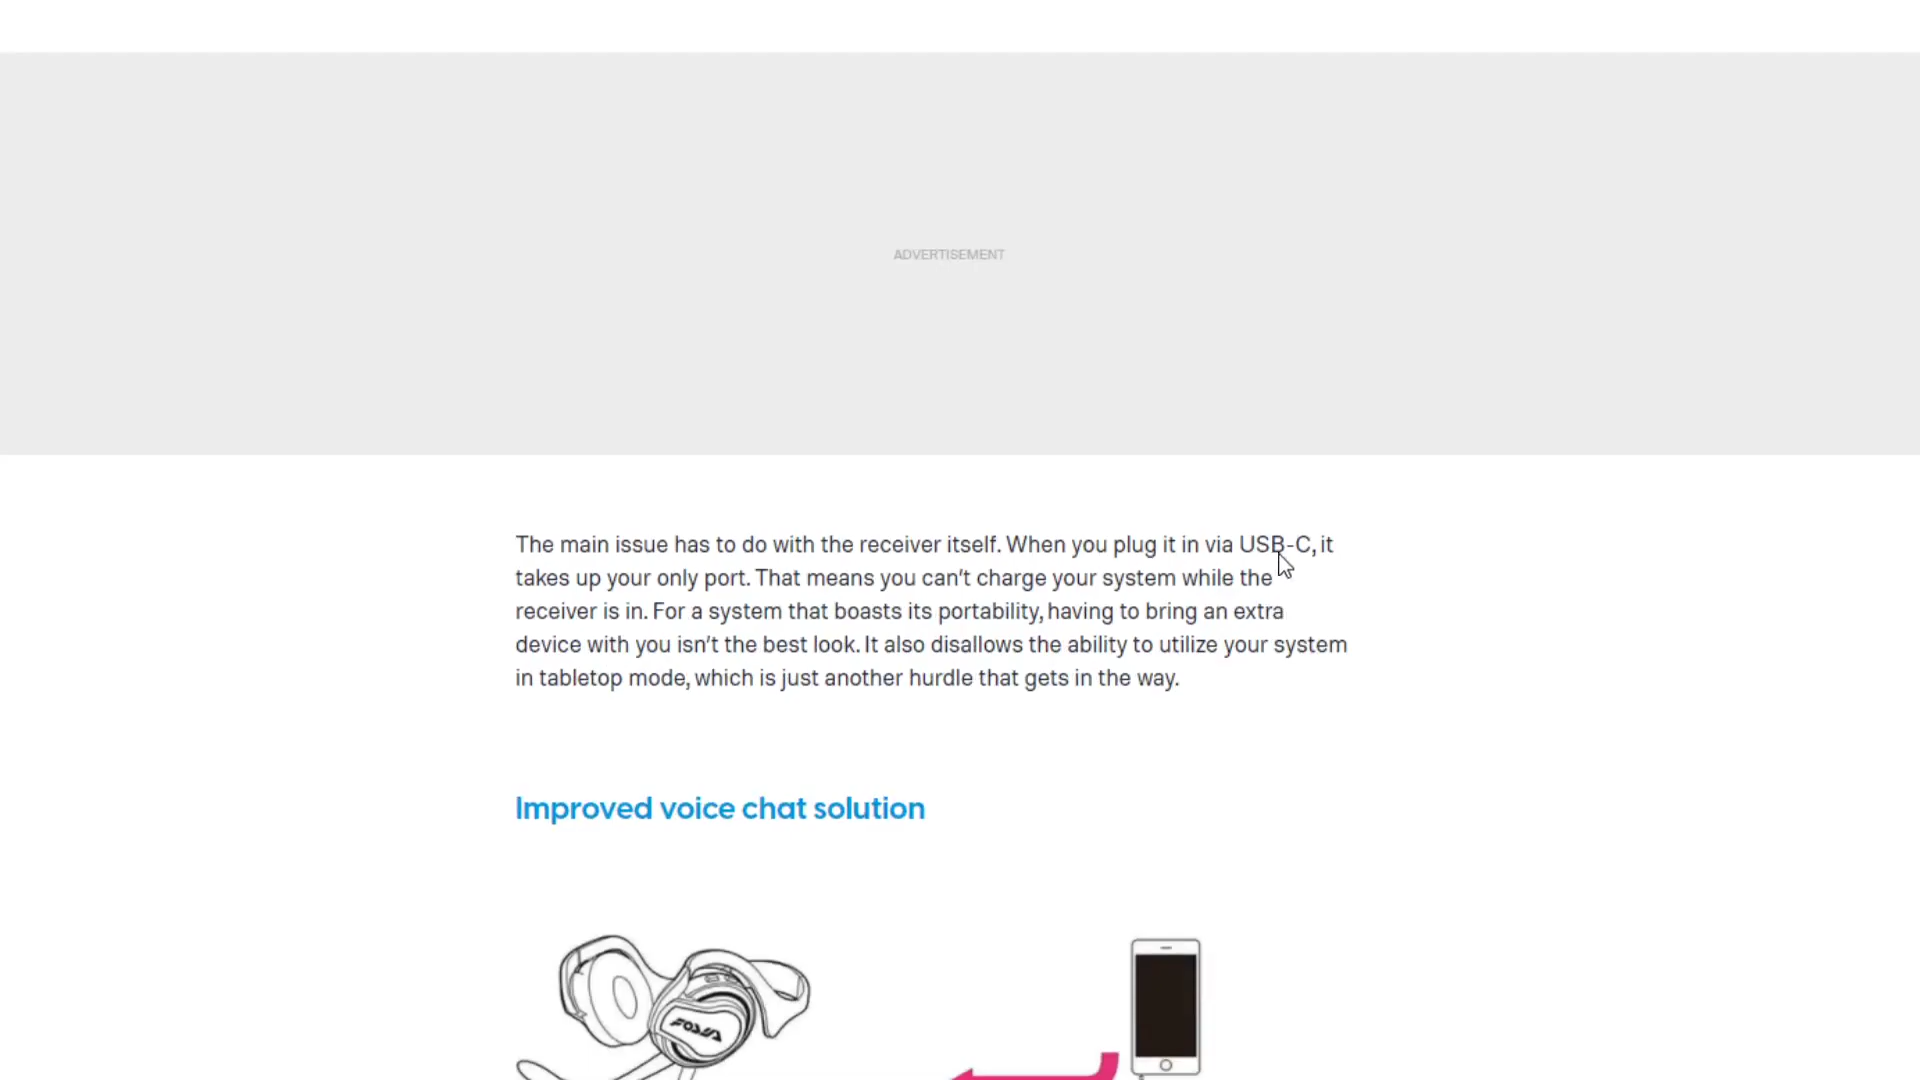 ADVERTISEMENT
The main issue has to do with the receiver itself. When you plug it in via USB-C, it
takes up your only port. That means you can't charge your system while the
receiver is in. For a system that boasts its portability, having to bring an extra
device with you isn't the best look. It also disallows the ability to utilize your system
in tabletop mode, which is just another hurdle that gets in the way.
Improved voice chat solution